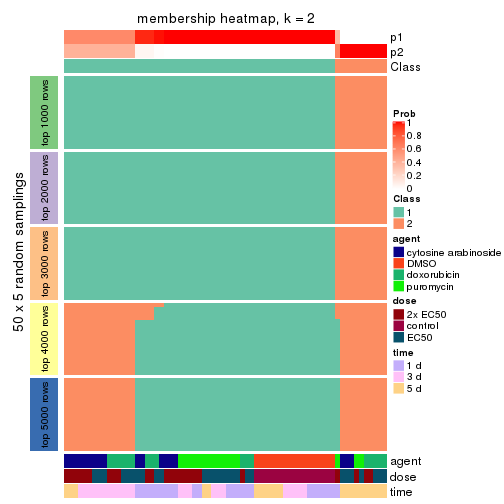 membership heatmap, k = 2
p1
p2
Class
50 x 5 random samplings
top 1000 rows
top 2000 rows
top 3000 rows
top 4000 rows
top 5000 rows
agent
dose
time
Prob
1
0.8
0.6
0.4
0.2
0
Class
1
2
agent
cytosine arabinoside
DMSO
doxorubicin
puromycin
dose
2x EC50
control
EC50
time
1 d
3 d
5 d